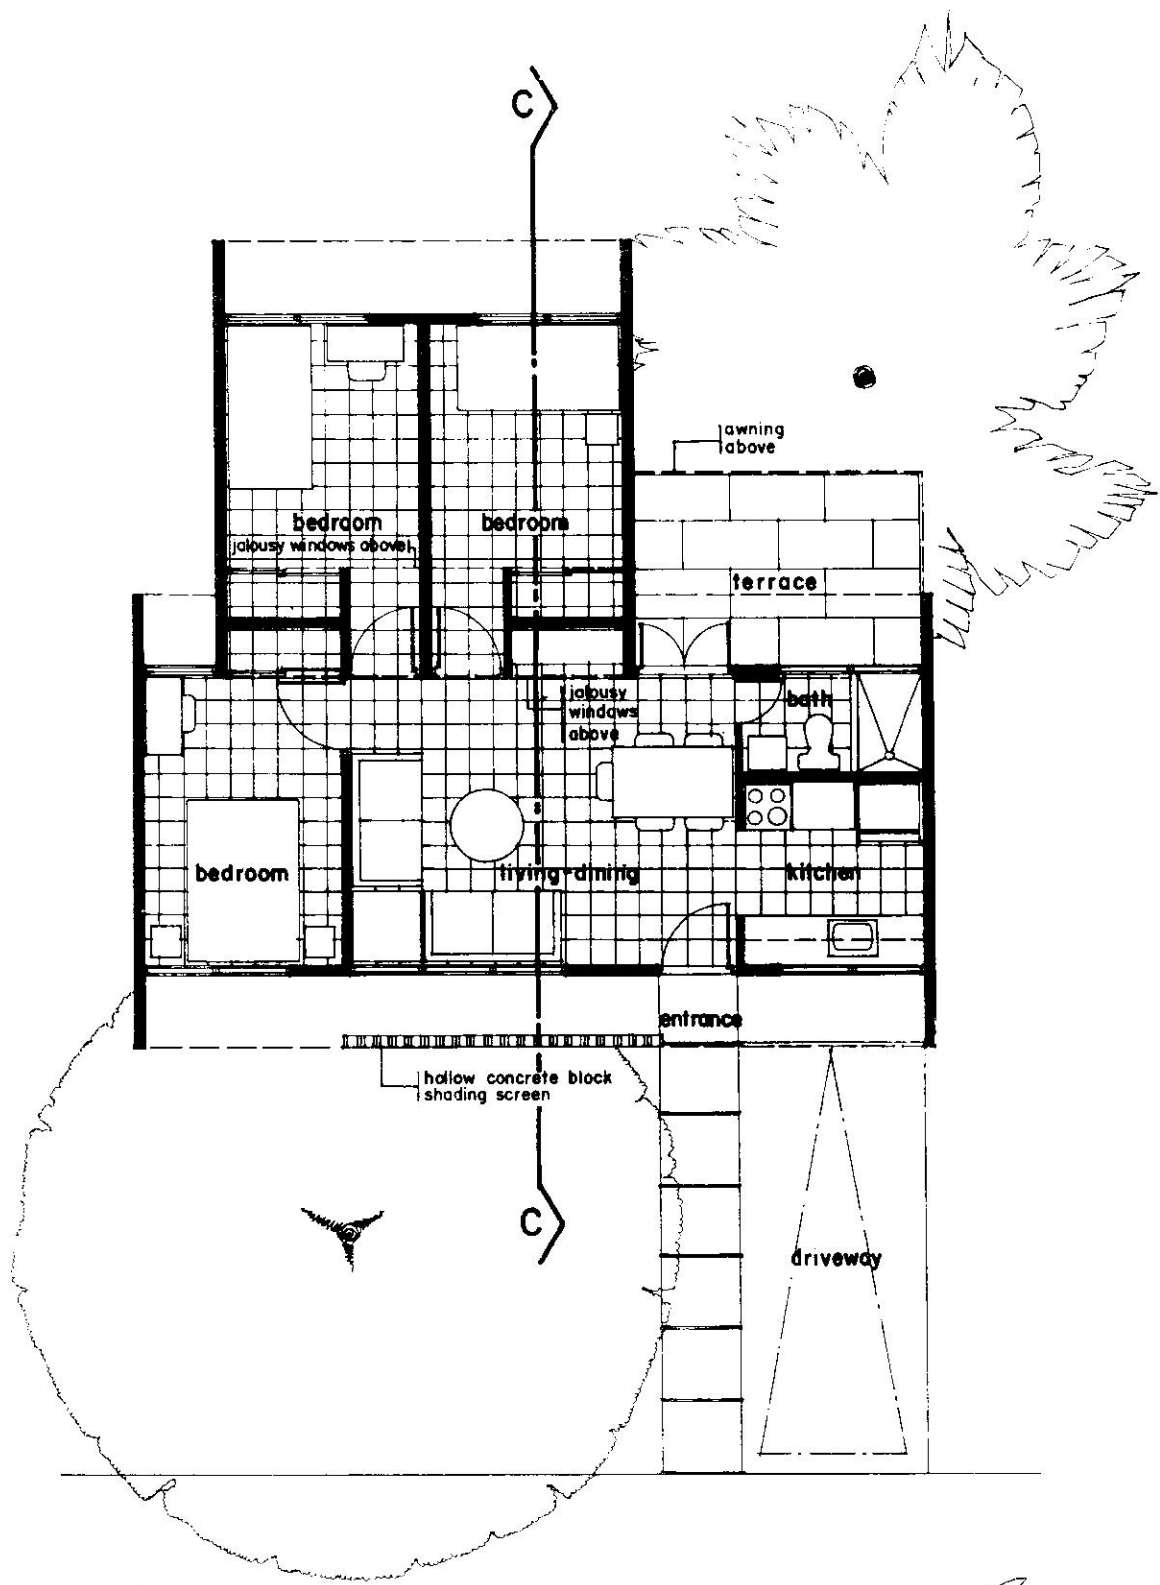 C
awning
above
bedroom
bedroom
jalousy windows above
terrace
jalousy
windows
above
bath
bedroom
living-dining
kitchen
entrance
hollow concrete block
shading screen
C
driveway